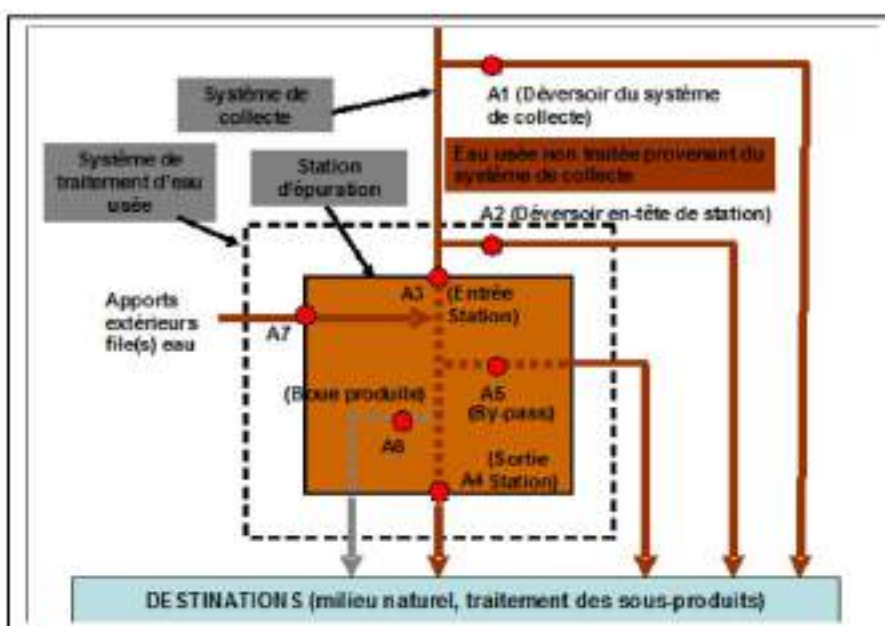 Système de
collecte
A1 (Déversoir du système
de collecte)
Système de
traitement d'eau
usée
Station
d'épuration
Eau usée non traitée provenant du
système de collecte
A2 (Déversoir en-tête de station)
A3
(Entrée
Station)
Apports
extérieurs
file(s) eau
A7
(Boue produite)
A6
A5
(By-pass)
(Sortie
Station)
A4
DESTINATIONS (milieu naturel, traitement des sous-produits)